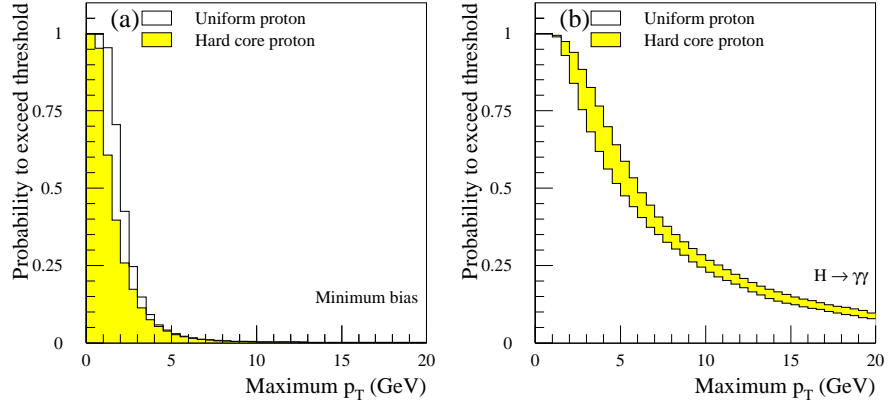 (a)
Uniform proton
Hard core proton
Probability to exceed threshold
1
0.75
0.5
0.25
0
Minimum bias
0 5 10 15 20
Maximum pT (GeV)
(b)
Uniform proton
Hard core proton
Probability to exceed threshold
1
0.75
0.5
0.25
0
H → γγ
0 5 10 15 20
Maximum pT (GeV)